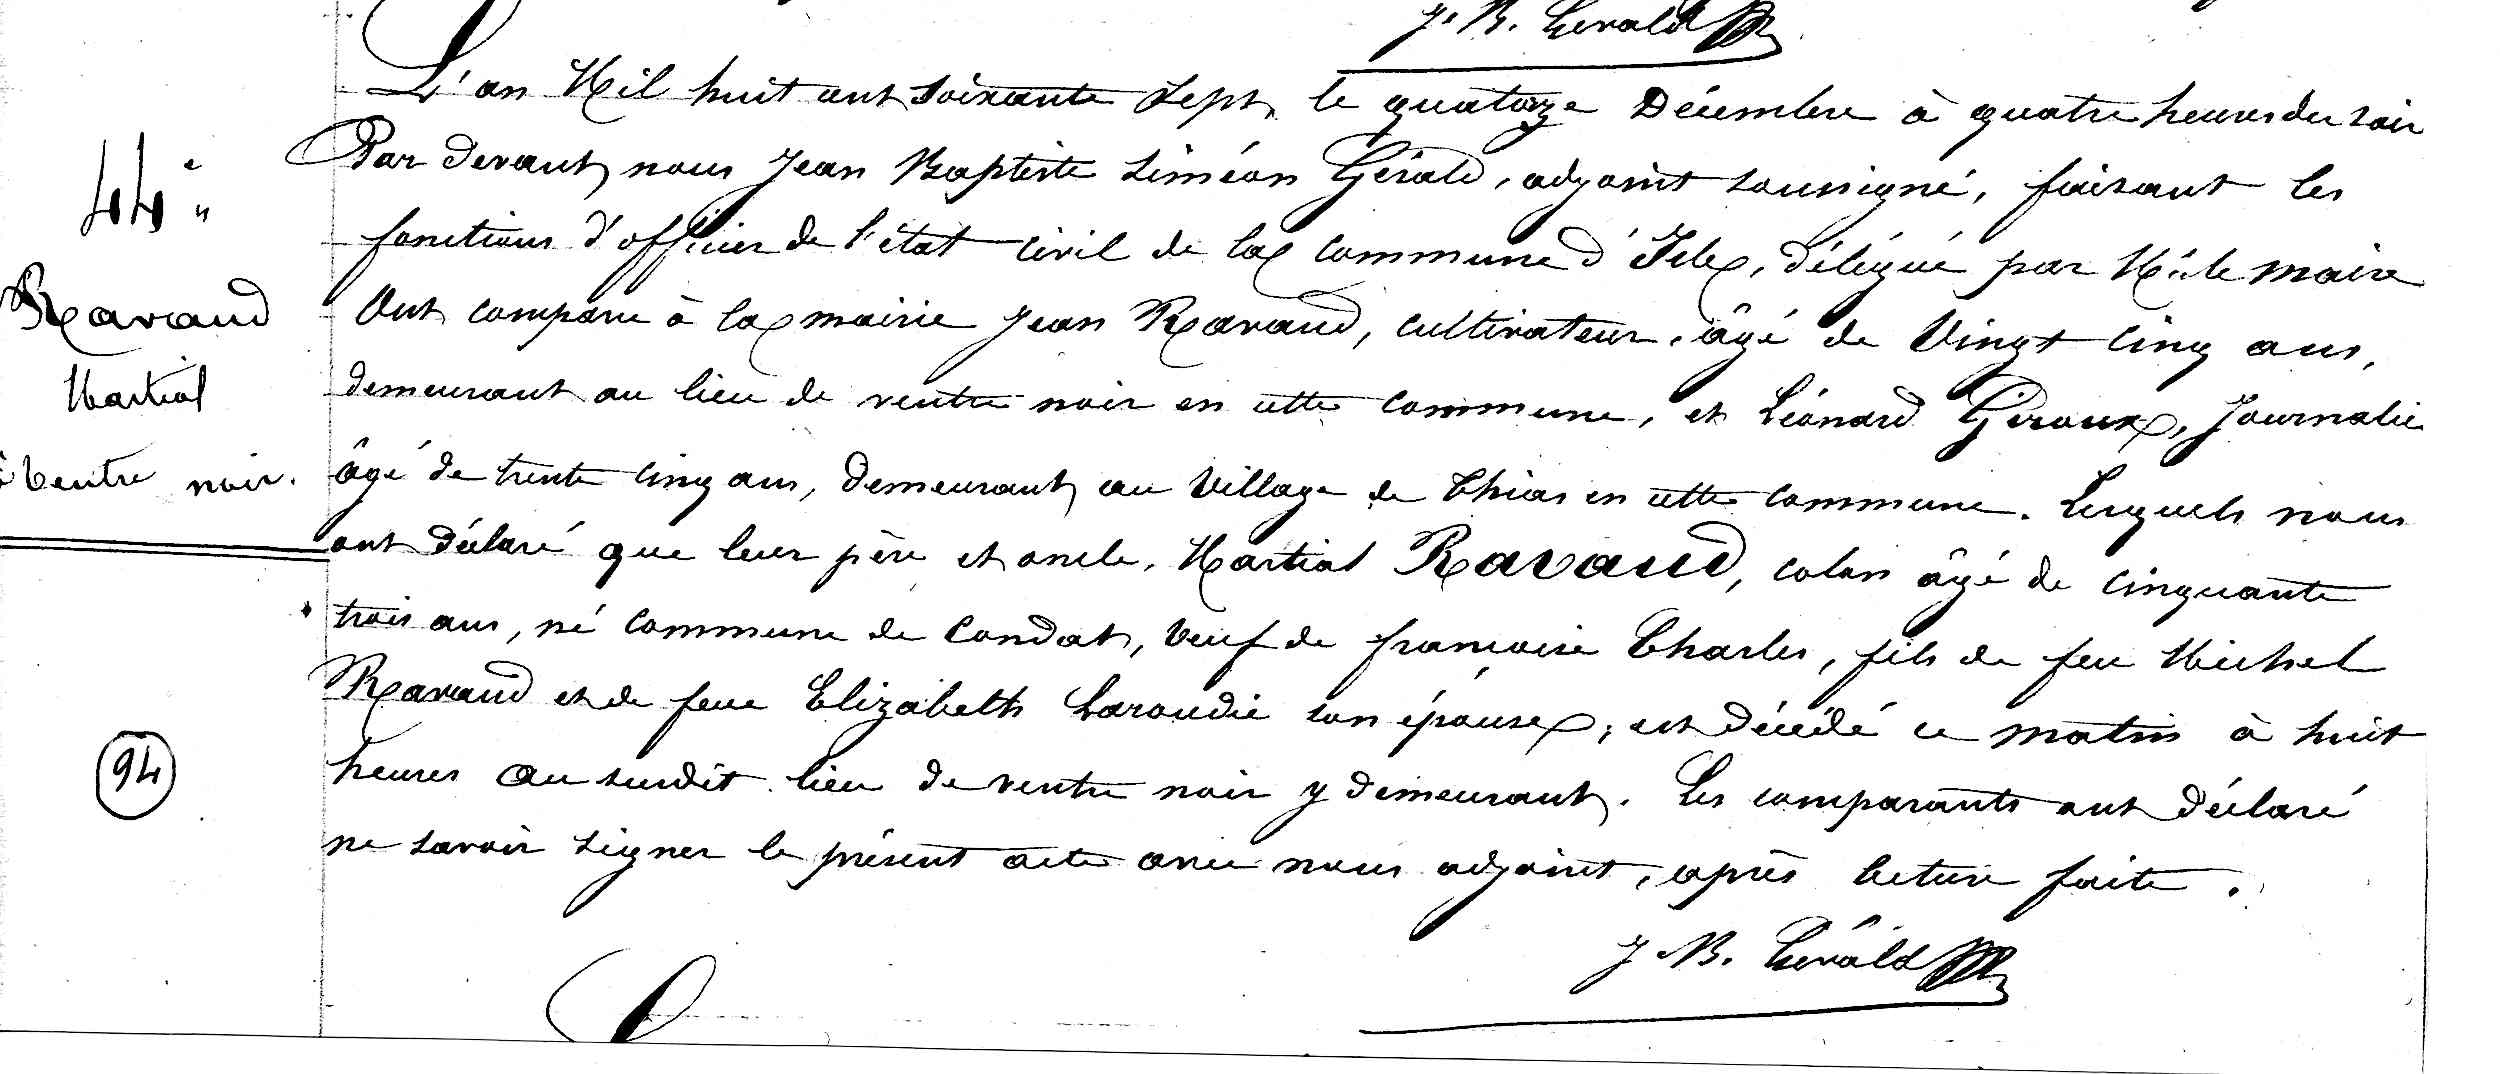 J. B. Gérald
L'an Mil huit cent soixante sept, le quatorze Décembre à quatre heures du soir
Par devant nous Jean Baptiste Siméon Gérald, adjoint soussigné, faisant les
fonctions d'officier de l'état civil de la commune d'Isle, délégué par M. le maire
Ont comparu à la mairie Jean Ravaud, cultivateur, âgé de Vingt cinq ans,
demeurant au lieu de ventre noir en cette commune, et Léonard Giroux, Journalier
âgé de trente cinq ans, demeurant au Village de Thias en cette commune. Lesquels nous
ont déclaré que leur père et oncle, Martial Ravaud, colon âgé de cinquante
trois ans, né commune de Condat, Veuf de françoise Charles, fils de feu Michel
Ravaud et de feue Elizabeth Laroudie son épouse, est décédé ce matin à huit
heures au susdit lieu de ventre noir y demeurant. Les comparants ont déclaré
ne savoir signer le présent acte avec nous adjoint, après lecture faite.
J. B. Gérald
44e
Ravaud
Martial
à Ventre noir.
94